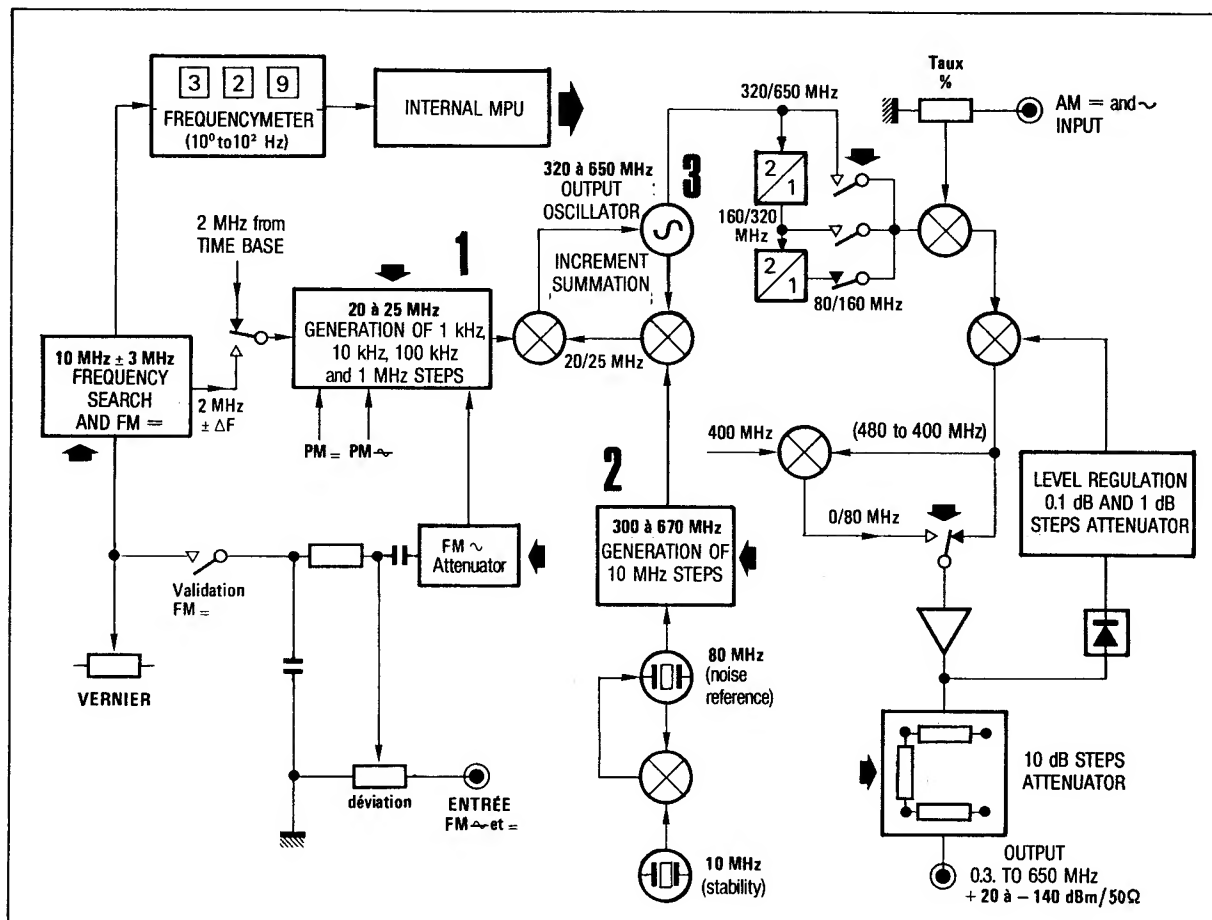 3 2 9
FREQUENCYMETER
(10⁰ to 10² Hz)
INTERNAL MPU
320/650 MHz
Taux
%
AM = and ∼
INPUT
320 à 650 MHz
OUTPUT
OSCILLATOR
3
2
1
160/320
MHz
2
1
80/160 MHz
2 MHz from
TIME BASE
1
INCREMENT
SUMMATION
20 à 25 MHz
GENERATION OF 1 kHz,
10 kHz, 100 kHz
and 1 MHz STEPS
20/25 MHz
10 MHz ± 3 MHz
FREQUENCY
SEARCH
AND FM =
2 MHz
± ΔF
PM = PM ∼
400 MHz
(480 to 400 MHz)
2
LEVEL REGULATION
0.1 dB AND 1 dB
STEPS ATTENUATOR
0/80 MHz
300 à 670 MHz
GENERATION OF
10 MHz STEPS
FM ∼
Attenuator
Validation
FM =
VERNIER
80 MHz
(noise
reference)
10 dB STEPS
ATTENUATOR
déviation
ENTRÉE
FM ∼ et =
10 MHz
(stability)
OUTPUT
0.3. TO 650 MHz
+ 20 à – 140 dBm/50Ω